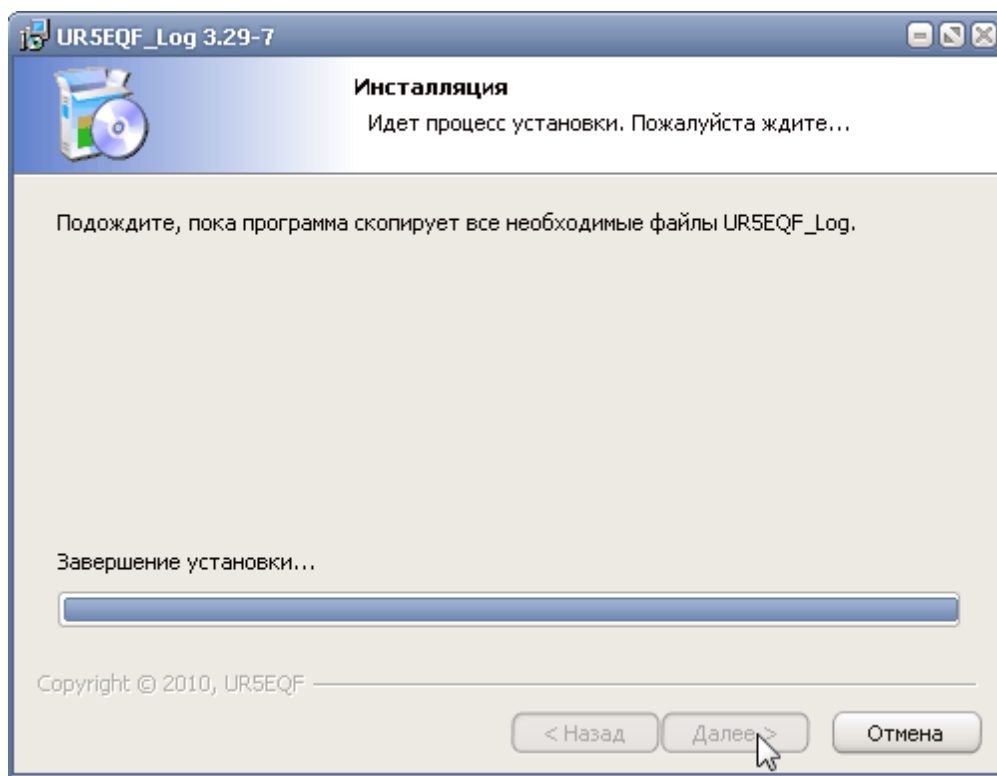 UR5EQF_Log 3.29-7
Инсталляция
Идет процесс установки. Пожалуйста ждите...
Подождите, пока программа скопирует все необходимые файлы UR5EQF_Log.
Завершение установки...
Copyright © 2010, UR5EQF
< Назад Далее > Отмена